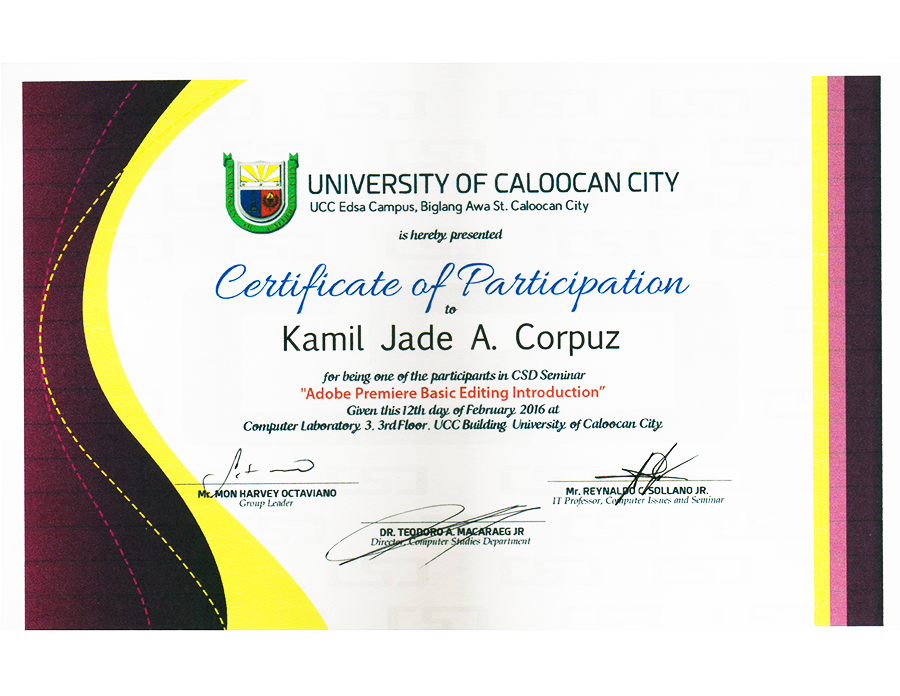 UNIVERSITY OF CALOOCAN CITY
UCC Edsa Campus, Biglang Awa St. Caloocan City
is hereby presented
Certificate of Participation
to
Kamil Jade A. Corpuz
for being one of the participants in CSD Seminar
"Adobe Premiere Basic Editing Introduction"
Given this 12th day of February 2016 at
Computer Laboratory 3, 3rd Floor, UCC Building University of Caloocan City
Mr. MON HARVEY OCTAVIANO
Group Leader
Mr. REYNALDO C. SOLLANO JR.
IT Professor, Computer Issues and Seminar
DR. TEODORO A. MACARAEG JR
Director, Computer Studies Department